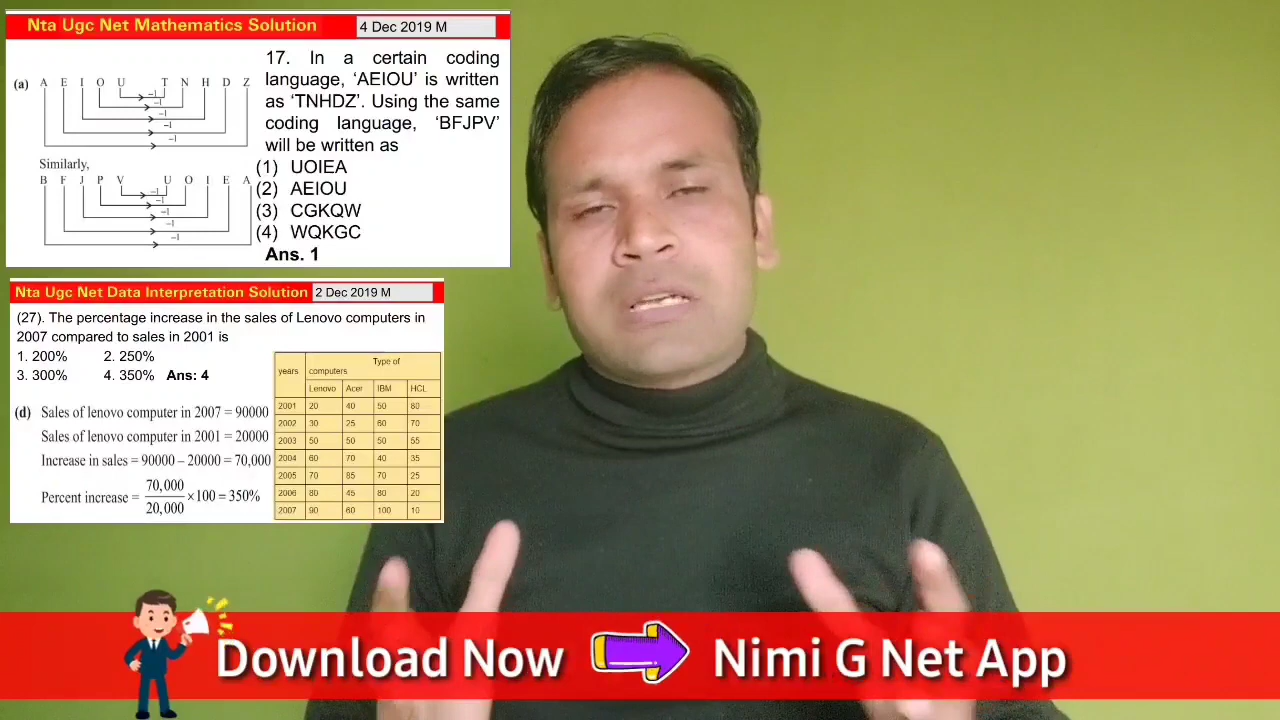 Nta Ugc Net Mathematics Solution
4 Dec 2019 M
(a) A E I O U T N H D Z
-1
-1
-1
-1
-1
Similarly,
B F J P V U O I E A
-1
-1
-1
-1
-1
17. In a certain coding
language, ‘AEIOU’ is written
as ‘TNHDZ’. Using the same
coding language, ‘BFJPV’
will be written as
(1) UOIEA
(2) AEIOU
(3) CGKQW
(4) WQKGC
Ans. 1
Nta Ugc Net Data Interpretation Solution
2 Dec 2019 M
(27). The percentage increase in the sales of Lenovo computers in
2007 compared to sales in 2001 is
1. 200% 2. 250%
3. 300% 4. 350% Ans: 4
(d) Sales of lenovo computer in 2007 = 90000
Sales of lenovo computer in 2001 = 20000
Increase in sales = 90000 – 20000 = 70,000
Percent increase = 70,000 / 20,000 ×100 = 350%
years Type of
computers
Lenovo Acer IBM HCL
2001 20 40 50 80
2002 30 25 60 70
2003 50 50 50 55
2004 60 70 40 35
2005 70 85 70 25
2006 80 45 80 20
2007 90 60 100 10
Download Now Nimi G Net App